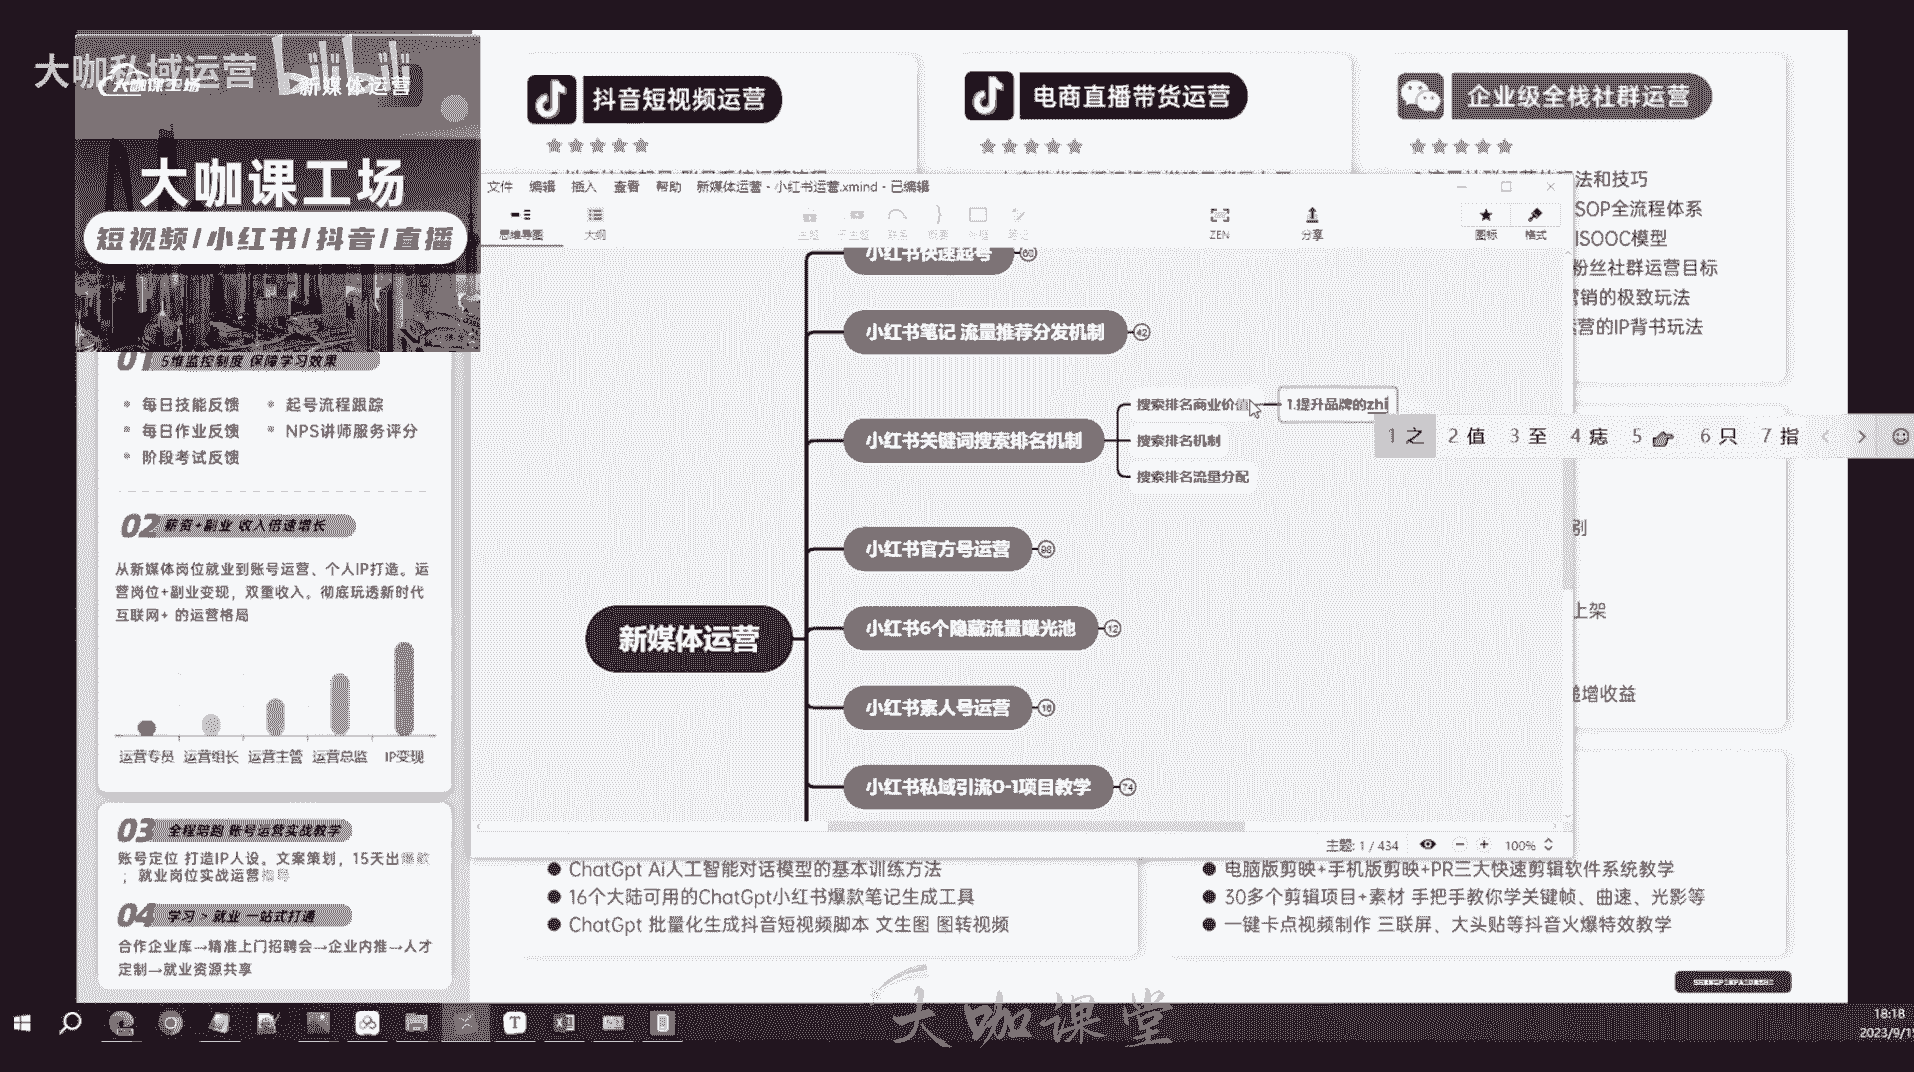 大咖私域运营
大咖课工场
新媒体运营
大咖课工场
短视频/小红书/抖音/直播
01 5维监控制度 保障学习效果
每日技能反馈
起号流程跟踪
每日作业反馈
NPS讲师服务评分
阶段考试反馈
02 薪资+副业 收入倍速增长
从新媒体岗位就业到账号运营、个人IP打造。运
营岗位+副业变现，双重收入。彻底玩透新时代
互联网+ 的运营格局
运营专员 运营组长 运营主管 运营总监 IP变现
03 全程陪跑 账号运营实战教学
账号定位 打造IP人设。文案策划，15天出爆款
；就业岗位实战运营指导
04 学习 > 就业 一站式打通
合作企业库→精准上门招聘会→企业内推→人才
定制→就业资源共享
抖音短视频运营
电商直播带货运营
企业级全栈社群运营
法和技巧
SOP全流程体系
ISOOC模型
粉丝社群运营目标
营销的极致玩法
运营的IP背书玩法
文件 编辑 插入 查看 帮助 新媒体运营 - 小红书运营.xmind - 已编辑
思维导图 大纲 主题 子主题 联系 概要 外框 笔记 ZEN 分享 图标 格式
小红书快速起号
小红书笔记 流量推荐分发机制 42
小红书关键词搜索排名机制
搜索排名商业价值
1.提升品牌的zhi
搜索排名机制
搜索排名流量分配
1 之 2 值 3 至 4 痣 5 6 只 7 指
小红书官方号运营 98
新媒体运营
小红书6个隐藏流量曝光池 12
小红书素人号运营 18
小红书私域引流0-1项目教学 74
主题: 1 / 434
100%
别
上架
递增收益
ChatGpt Ai人工智能对话模型的基本训练方法
16个大陆可用的ChatGpt小红书爆款笔记生成工具
ChatGpt 批量化生成抖音短视频脚本 文生图 图转视频
电脑版剪映+手机版剪映+PR三大快速剪辑软件系统教学
30多个剪辑项目+素材 手把手教你学关键帧、曲速、光影等
一键卡点视频制作 三联屏、大头贴等抖音火爆特效教学
大咖课堂
18:18
2023/9/1